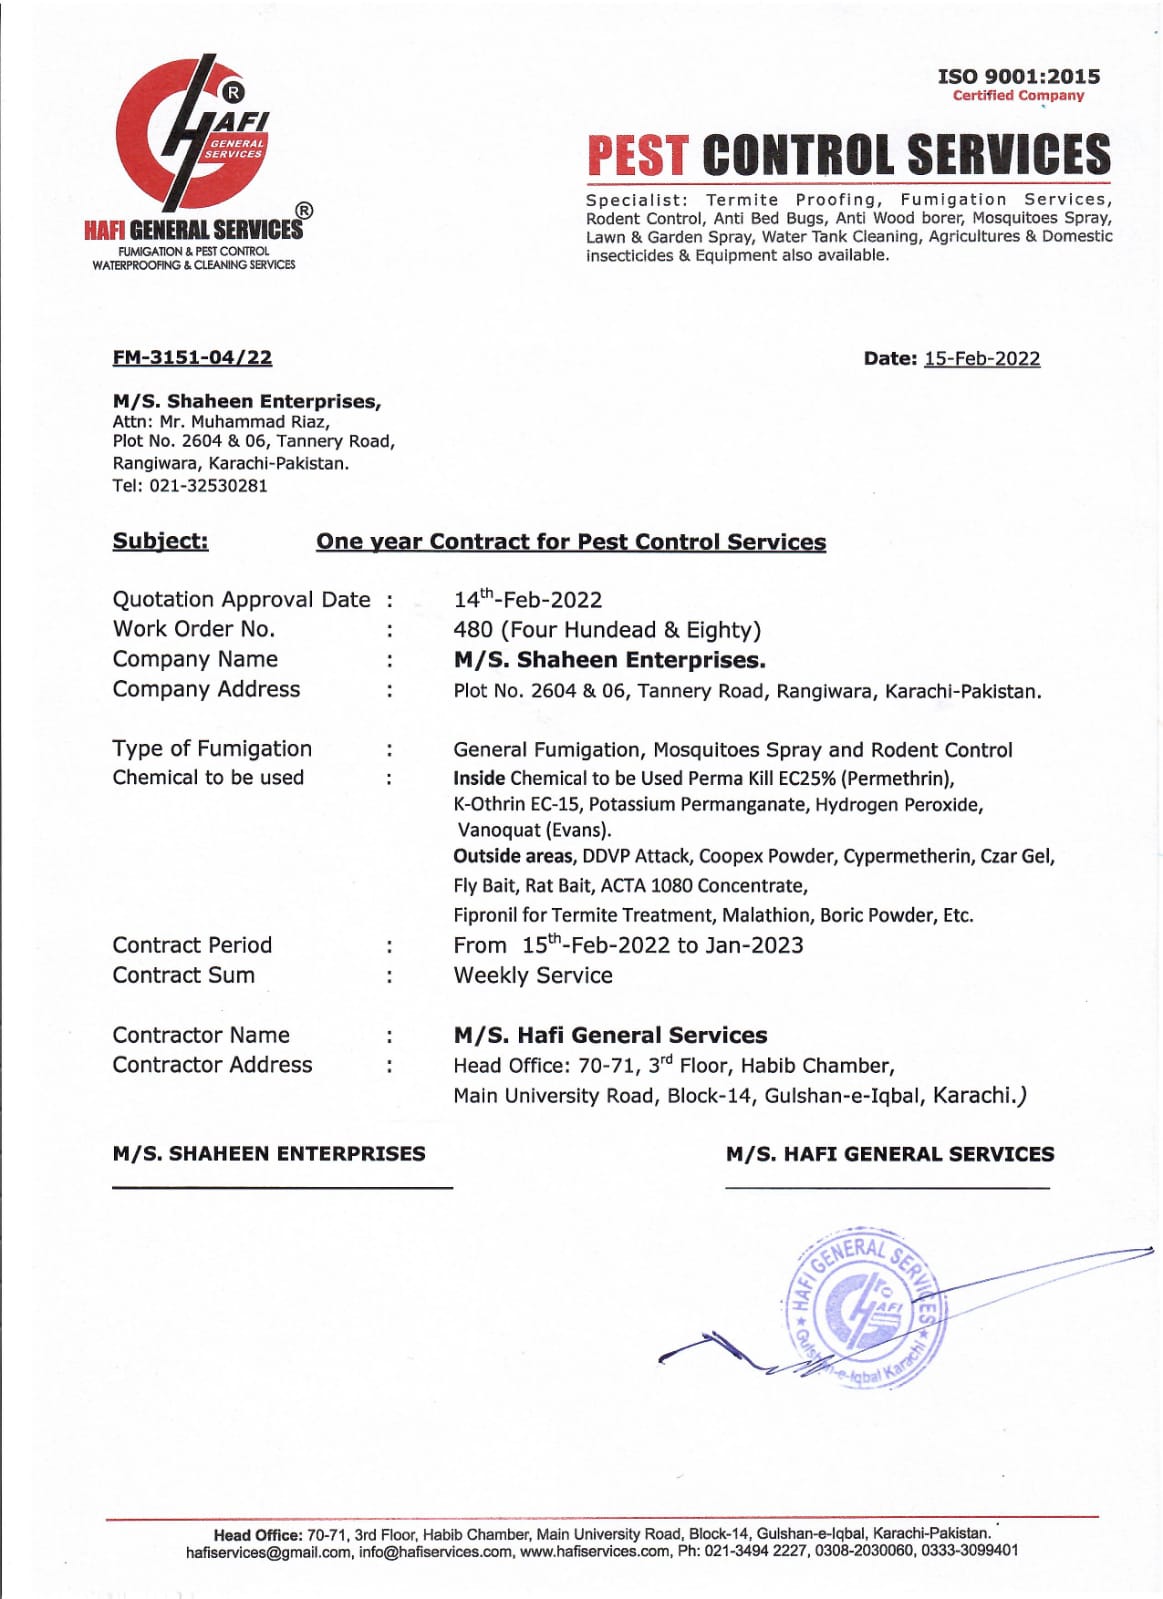 ISO 9001:2015
Certified Company
® HAFI
GENERAL
SERVICES
HAFI GENERAL SERVICES®
FUMIGATION & PEST CONTROL
WATERPROOFING & CLEANING SERVICES
PEST CONTROL SERVICES
Specialist: Termite Proofing, Fumigation Services,
Rodent Control, Anti Bed Bugs, Anti Wood borer, Mosquitoes Spray,
Lawn & Garden Spray, Water Tank Cleaning, Agricultures & Domestic
insecticides & Equipment also available.
FM-3151-04/22 Date: 15-Feb-2022
M/S. Shaheen Enterprises,
Attn: Mr. Muhammad Riaz,
Plot No. 2604 & 06, Tannery Road,
Rangiwara, Karachi-Pakistan.
Tel: 021-32530281
Subject: One year Contract for Pest Control Services
Quotation Approval Date : 14th-Feb-2022
Work Order No. : 480 (Four Hundead & Eighty)
Company Name : M/S. Shaheen Enterprises.
Company Address : Plot No. 2604 & 06, Tannery Road, Rangiwara, Karachi-Pakistan.
Type of Fumigation : General Fumigation, Mosquitoes Spray and Rodent Control
Chemical to be used : Inside Chemical to be Used Perma Kill EC25% (Permethrin),
K-Othrin EC-15, Potassium Permanganate, Hydrogen Peroxide,
Vanoquat (Evans).
Outside areas, DDVP Attack, Coopex Powder, Cypermetherin, Czar Gel,
Fly Bait, Rat Bait, ACTA 1080 Concentrate,
Fipronil for Termite Treatment, Malathion, Boric Powder, Etc.
Contract Period : From 15th-Feb-2022 to Jan-2023
Contract Sum : Weekly Service
Contractor Name : M/S. Hafi General Services
Contractor Address : Head Office: 70-71, 3rd Floor, Habib Chamber,
Main University Road, Block-14, Gulshan-e-Iqbal, Karachi.)
M/S. SHAHEEN ENTERPRISES M/S. HAFI GENERAL SERVICES
HAFI GENERAL SERVICES
HAFI
Gulshan-e-Iqbal Karachi
Head Office: 70-71, 3rd Floor, Habib Chamber, Main University Road, Block-14, Gulshan-e-Iqbal, Karachi-Pakistan.
hafiservices@gmail.com, info@hafiservices.com, www.hafiservices.com, Ph: 021-3494 2227, 0308-2030060, 0333-3099401